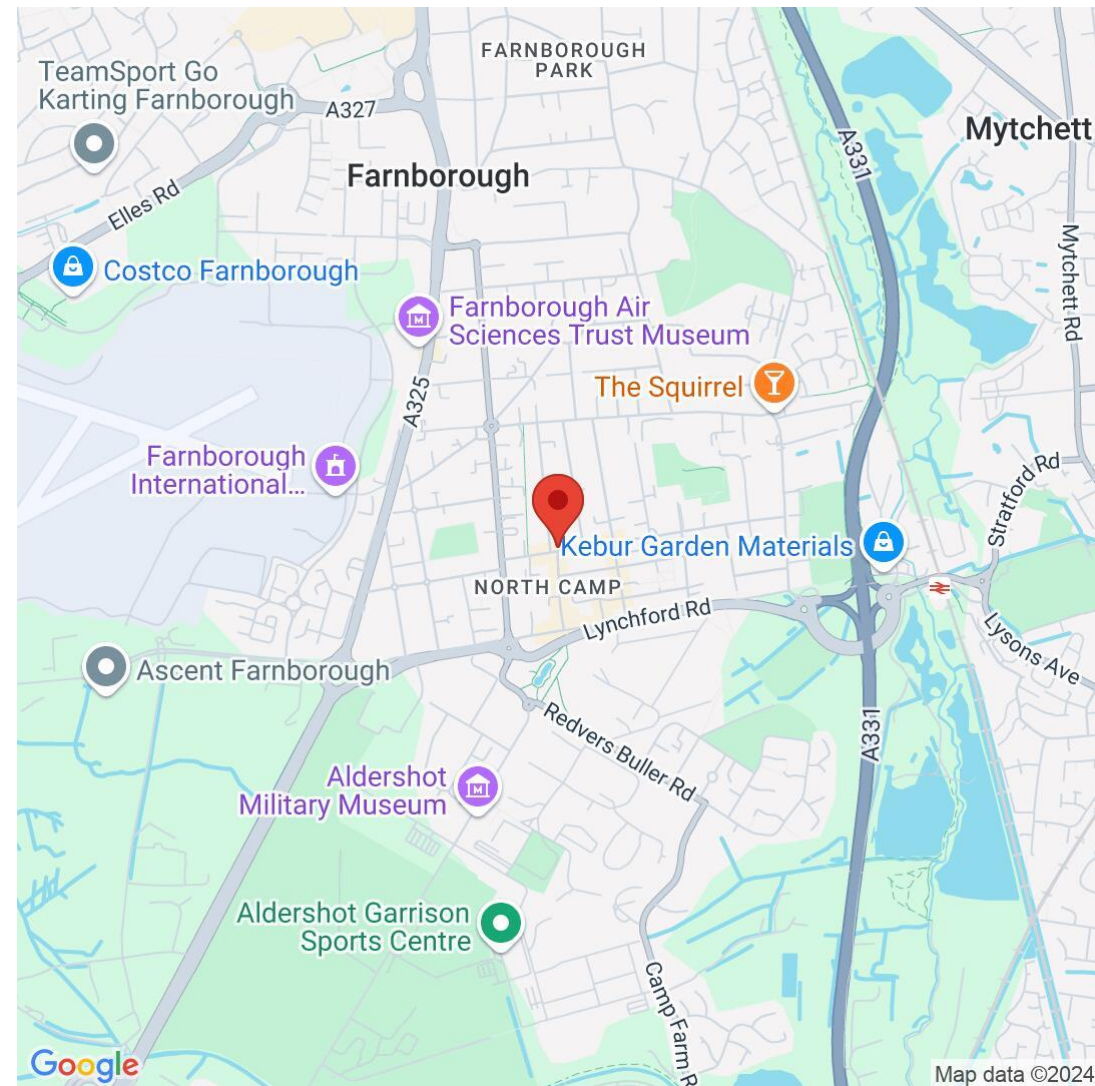 FARNBOROUGH
PARK
TeamSport Go
Karting Farnborough
A327
Mytchett
A331
Farnborough
Elles Rd
Mytchett Rd
Costco Farnborough
Farnborough Air
Sciences Trust Museum
The Squirrel
A325
Farnborough
International...
Stratford Rd
Kebur Garden Materials
NORTH CAMP
Lynchford Rd
Lysons Ave
Ascent Farnborough
Redvers Buller Rd
A331
Aldershot
Military Museum
Aldershot Garrison
Sports Centre
Camp Farm R
Google
Map data ©2024